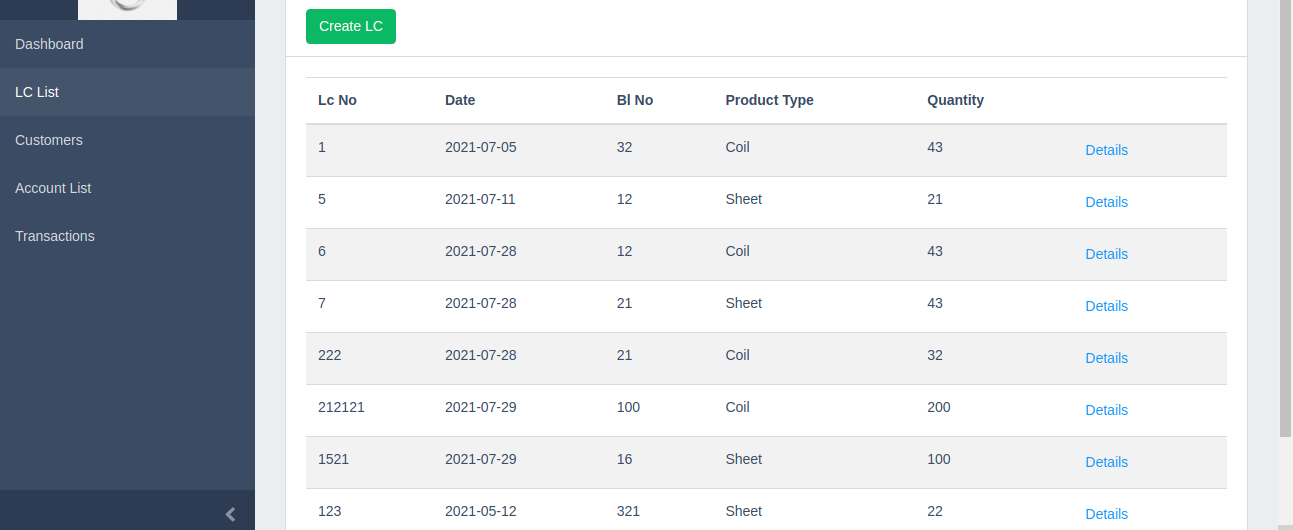 Create LC
Dashboard
LC List
Customers
Account List
Transactions
Lc No Date Bl No Product Type Quantity
1 2021-07-05 32 Coil 43 Details
5 2021-07-11 12 Sheet 21 Details
6 2021-07-28 12 Coil 43 Details
7 2021-07-28 21 Sheet 43 Details
222 2021-07-28 21 Coil 32 Details
212121 2021-07-29 100 Coil 200 Details
1521 2021-07-29 16 Sheet 100 Details
123 2021-05-12 321 Sheet 22 Details